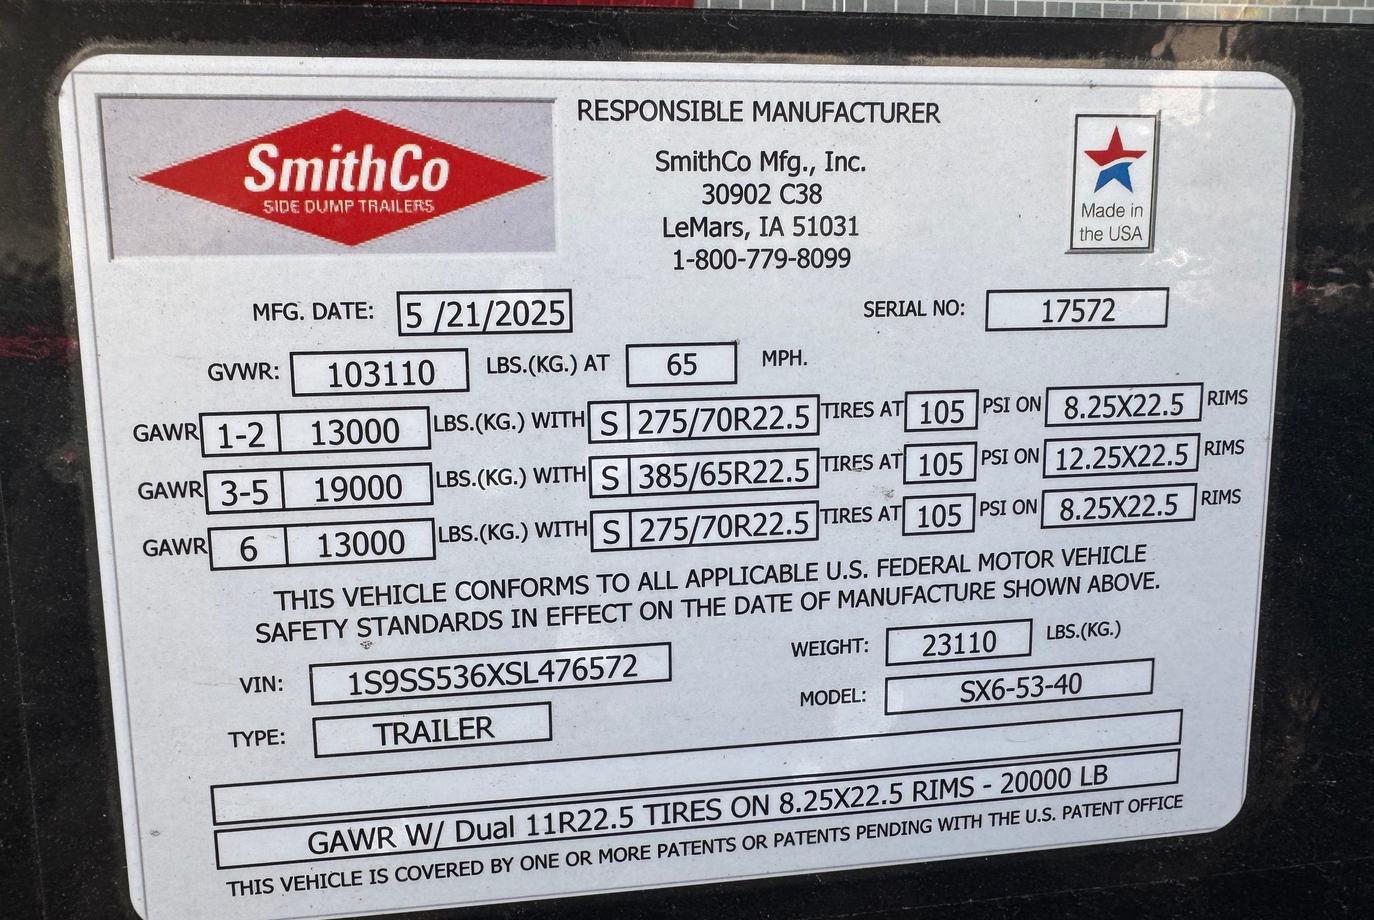 SmithCo
SIDE DUMP TRAILERS
RESPONSIBLE MANUFACTURER
SmithCo Mfg., Inc.
30902 C38
LeMars, IA 51031
1-800-779-8099
Made in
the USA
MFG. DATE: 5 /21/2025 SERIAL NO: 17572
GVWR: 103110 LBS.(KG.) AT 65 MPH.
GAWR 1-2 13000 LBS.(KG.) WITH S 275/70R22.5 TIRES AT 105 PSI ON 8.25X22.5 RIMS
GAWR 3-5 19000 LBS.(KG.) WITH S 385/65R22.5 TIRES AT 105 PSI ON 12.25X22.5 RIMS
GAWR 6 13000 LBS.(KG.) WITH S 275/70R22.5 TIRES AT 105 PSI ON 8.25X22.5 RIMS
THIS VEHICLE CONFORMS TO ALL APPLICABLE U.S. FEDERAL MOTOR VEHICLE
SAFETY STANDARDS IN EFFECT ON THE DATE OF MANUFACTURE SHOWN ABOVE.
VIN: 1S9SS536XSL476572 WEIGHT: 23110 LBS.(KG.)
TYPE: TRAILER MODEL: SX6-53-40
GAWR W/ Dual 11R22.5 TIRES ON 8.25X22.5 RIMS - 20000 LB
THIS VEHICLE IS COVERED BY ONE OR MORE PATENTS OR PATENTS PENDING WITH THE U.S. PATENT OFFICE